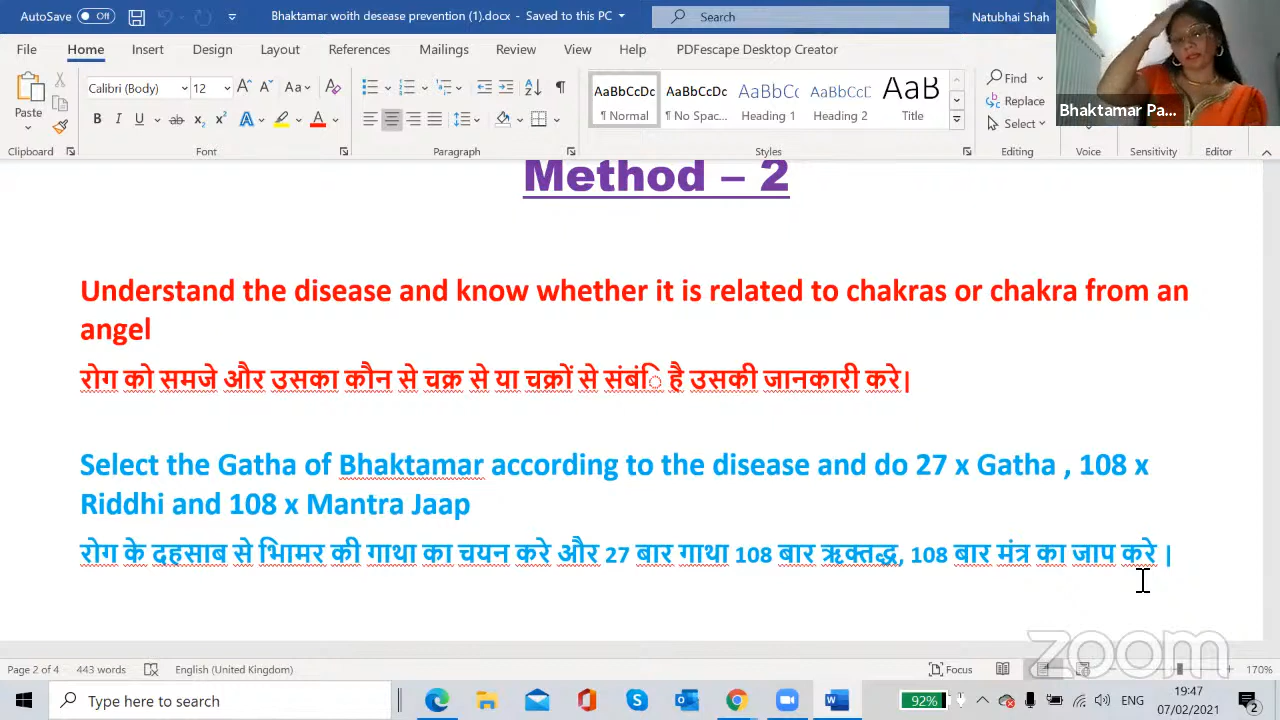 AutoSave Off Bhaktamar woith desease prevention (1).docx - Saved to this PC Search Natubhai Shah
File Home Insert Design Layout References Mailings Review View Help PDFescape Desktop Creator
Calibri (Body) 12 AaBbCcDc AaBbCcDc AaBbCc AaBbCcD AaB Find
Paste ¶ Normal ¶ No Spac... Heading 1 Heading 2 Title Replace
Select
Bhaktamar Pa...
Clipboard Font Paragraph Styles Editing Voice Sensitivity Editor
Method – 2
Understand the disease and know whether it is related to chakras or chakra from an
angel
रोग को समजे और उसका कौन से चक्र से या चक्रों से संबंि है उसकी जानकारी करे।
Select the Gatha of Bhaktamar according to the disease and do 27 x Gatha , 108 x
Riddhi and 108 x Mantra Jaap
रोग के दहसाब से भिामर की गाथा का चयन करे और 27 बार गाथा 108 बार ऋक्तद्ध, 108 बार मंत्र का जाप करे |
zoom
Page 2 of 4 443 words English (United Kingdom) Focus 170%
Type here to search 92% ENG 19:47
07/02/2021 2